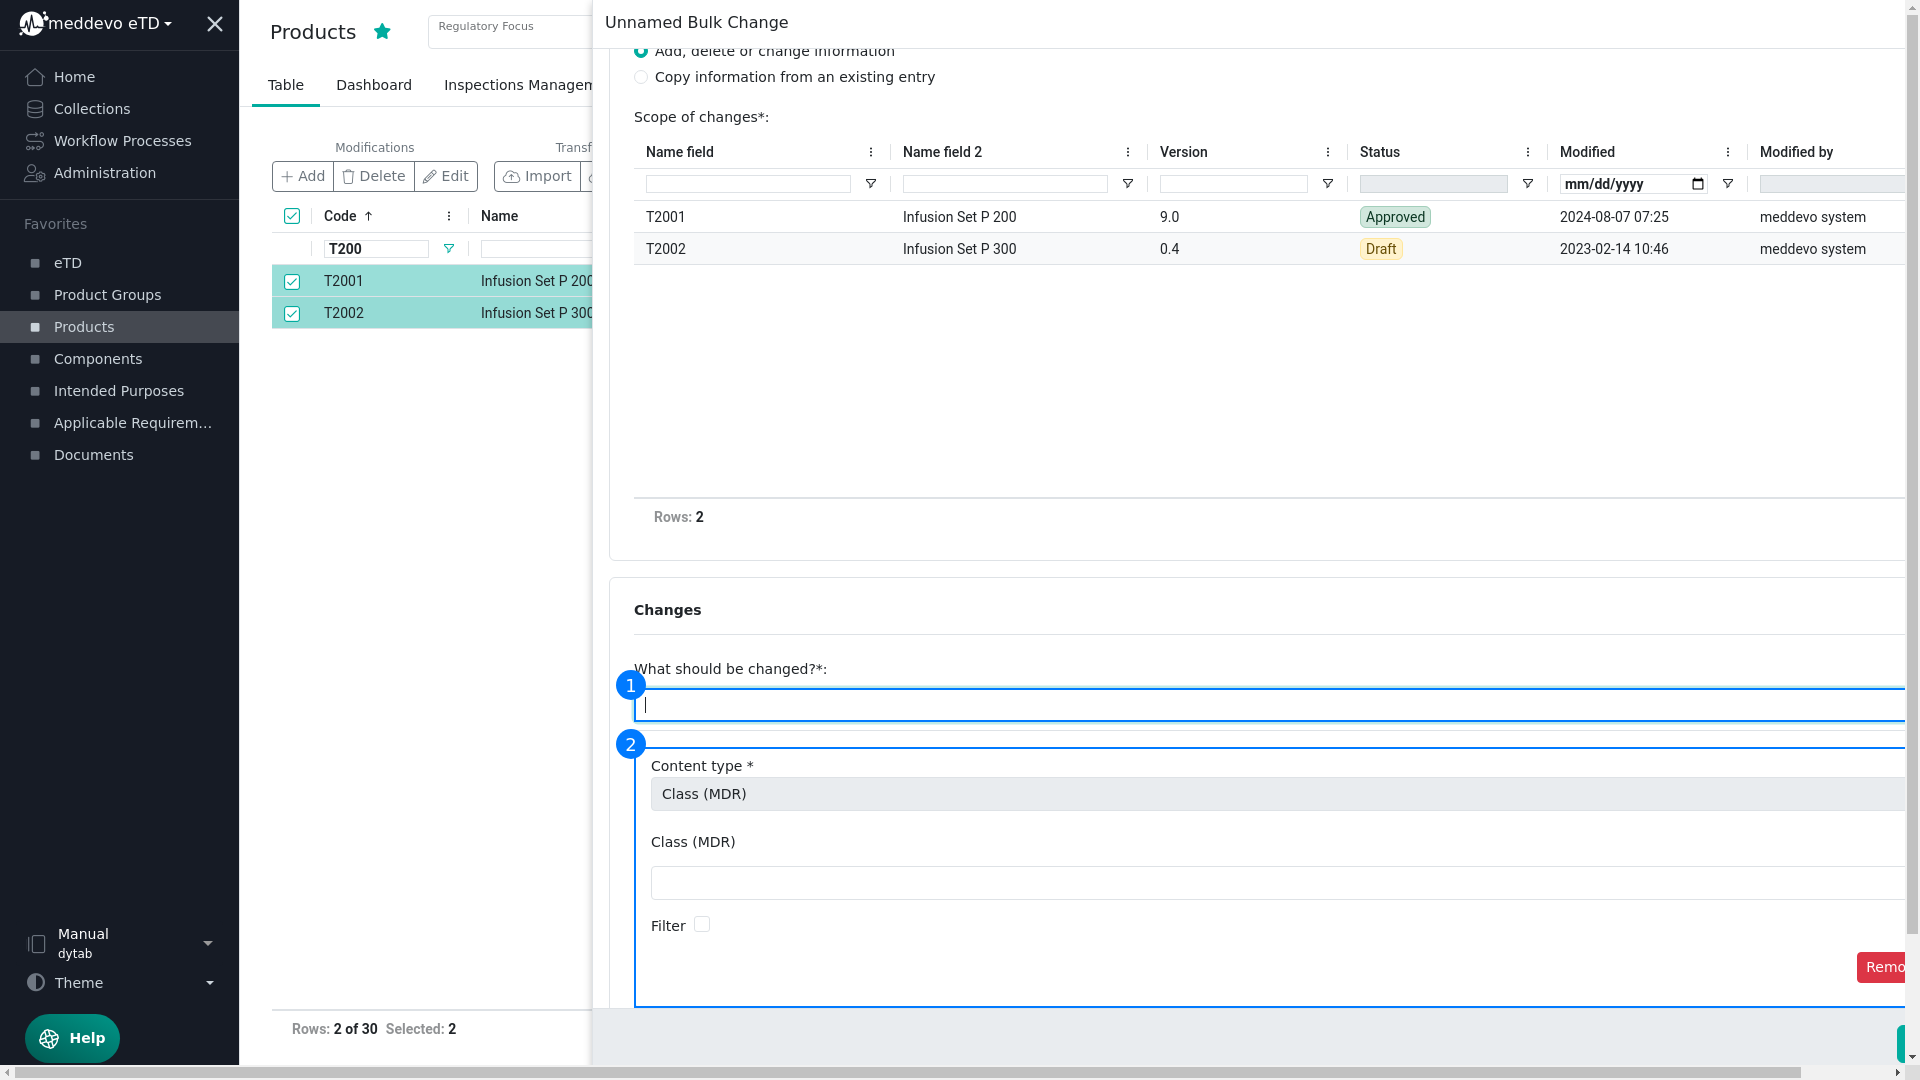 meddevo eTD
Home
Collections
Workflow Processes
Administration
Favorites
eTD
Product Groups
Products
Components
Intended Purposes
Applicable Requirem...
Documents
Manual
dytab
Theme
Help
Products
Regulatory Focus
Table Dashboard Inspections Managem
Modifications Transf
Add Delete Edit Import
Code Name
T200
T2001 Infusion Set P 200
T2002 Infusion Set P 300
Rows: 2 of 30 Selected: 2
Unnamed Bulk Change
Add, delete or change information
Copy information from an existing entry
Scope of changes*:
Name field Name field 2 Version Status Modified Modified by
mm/dd/yyyy
T2001 Infusion Set P 200 9.0 Approved 2024-08-07 07:25 meddevo system
T2002 Infusion Set P 300 0.4 Draft 2023-02-14 10:46 meddevo system
Rows: 2
Changes
What should be changed?*:
1
2
Content type *
Class (MDR)
Class (MDR)
Filter
Remo